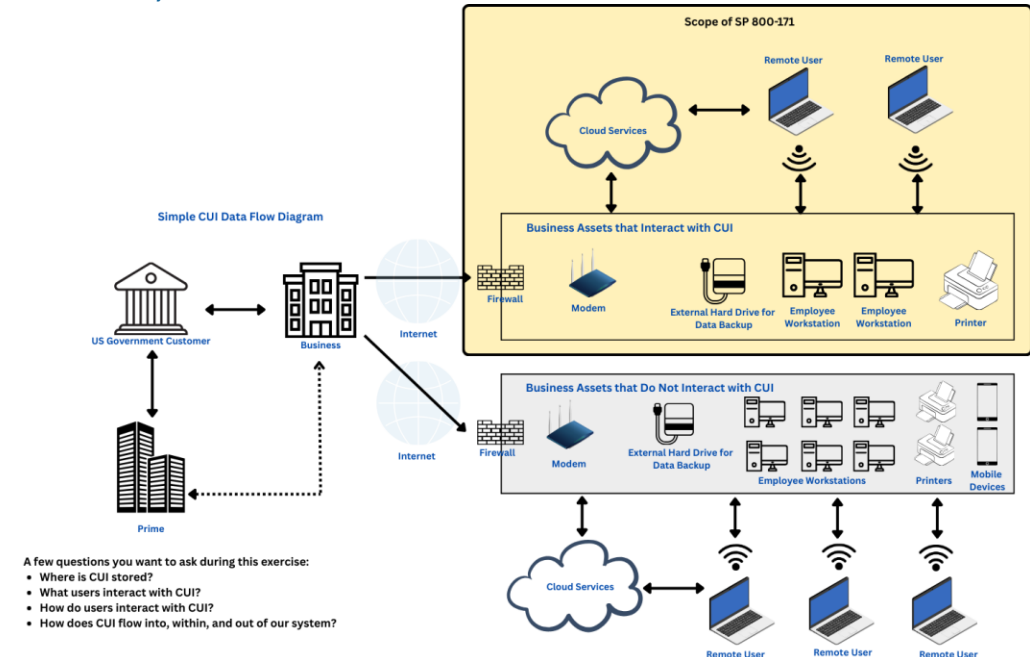 Scope of SP 800-171
Remote User
Remote User
Cloud Services
Simple CUI Data Flow Diagram
Business Assets that Interact with CUI
Firewall
Modem
External Hard Drive for
Data Backup
Employee
Workstation
Employee
Workstation
Printer
US Government Customer
Business
Internet
Business Assets that Do Not Interact with CUI
Internet
Firewall
Modem
External Hard Drive for
Data Backup
Employee Workstations
Printers
Mobile
Devices
Prime
A few questions you want to ask during this exercise:
• Where is CUI stored?
• What users interact with CUI?
• How do users interact with CUI?
• How does CUI flow into, within, and out of our system?
Cloud Services
Remote User
Remote User
Remote User